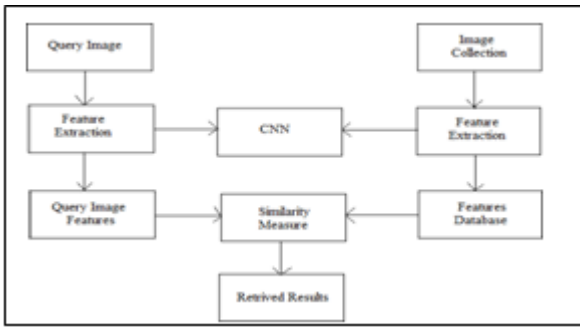 Query Image
Image
Collection
Feature
Extraction
CNN
Feature
Extraction
Query Image
Features
Similarity
Measure
Features
Database
Retrived Results